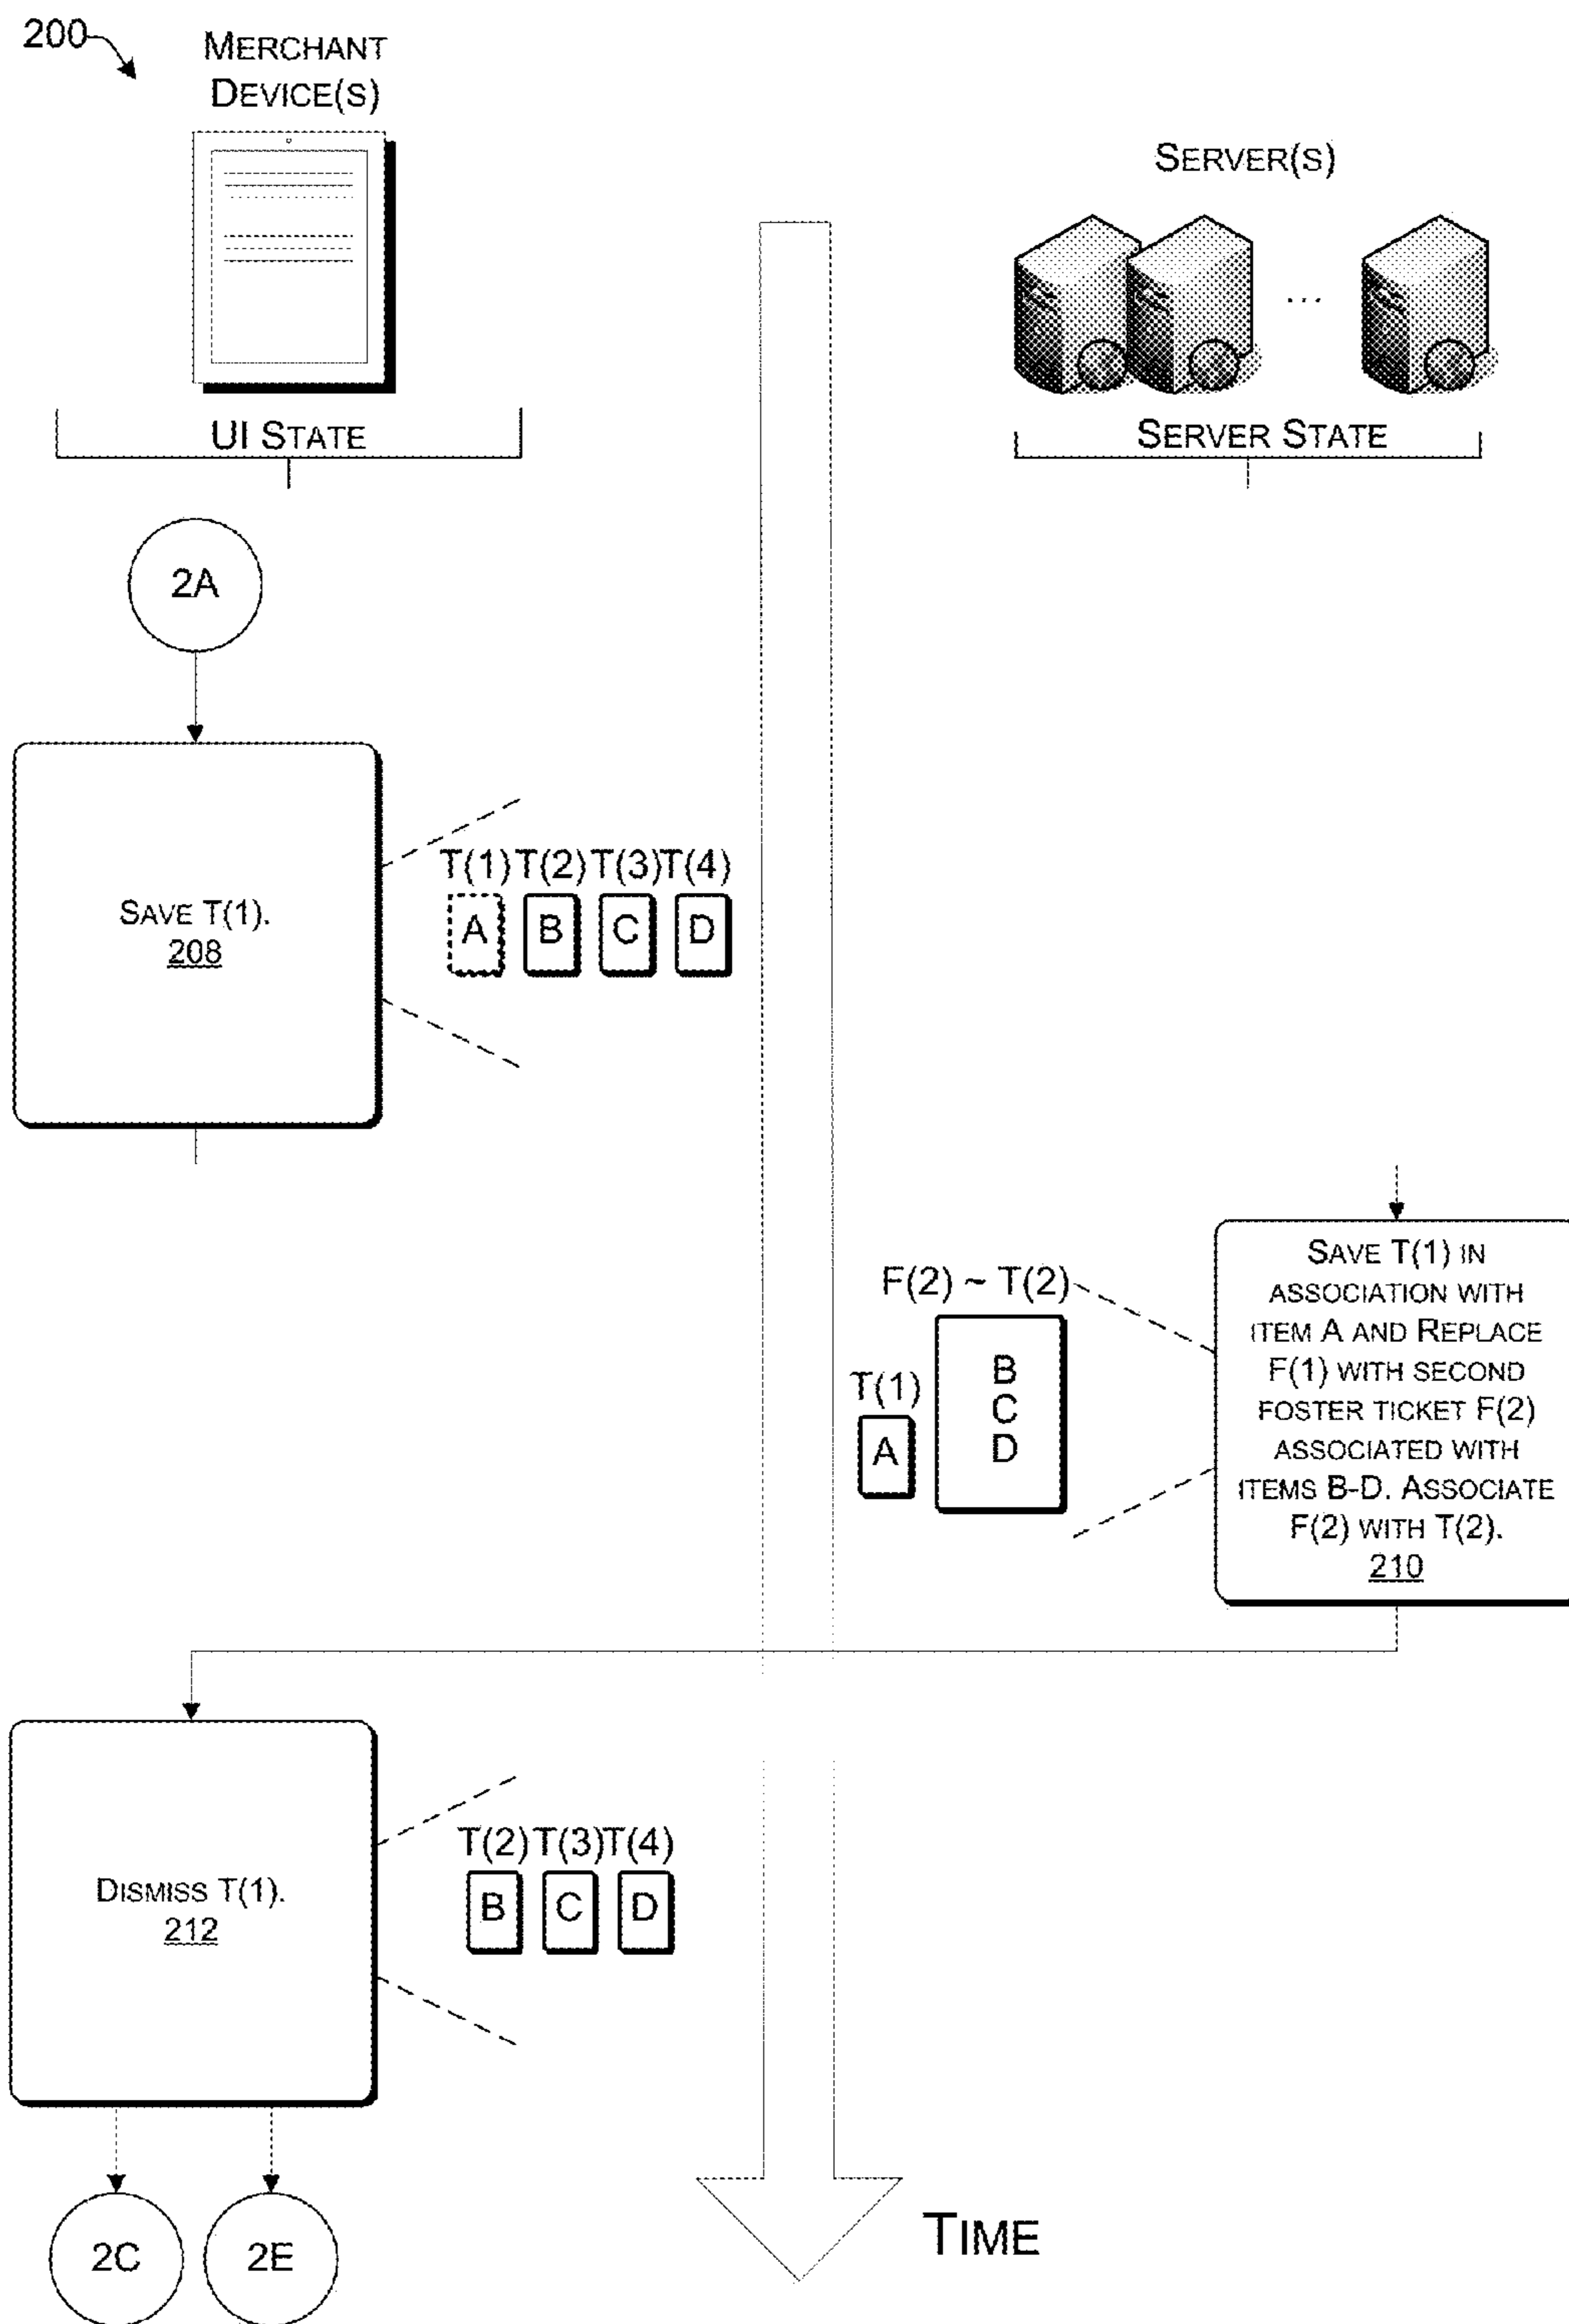 200
MERCHANT
DEVICE(S)
SERVER(S)
...
UI STATE
SERVER STATE
2A
T(1) T(2) T(3) T(4)
A B C D
SAVE T(1).
208
F(2) ~ T(2)
T(1)
A
B
C
D
SAVE T(1) IN
ASSOCIATION WITH
ITEM A AND REPLACE
F(1) WITH SECOND
FOSTER TICKET F(2)
ASSOCIATED WITH
ITEMS B-D. ASSOCIATE
F(2) WITH T(2).
210
T(2) T(3) T(4)
B C D
DISMISS T(1).
212
2C
2E
TIME